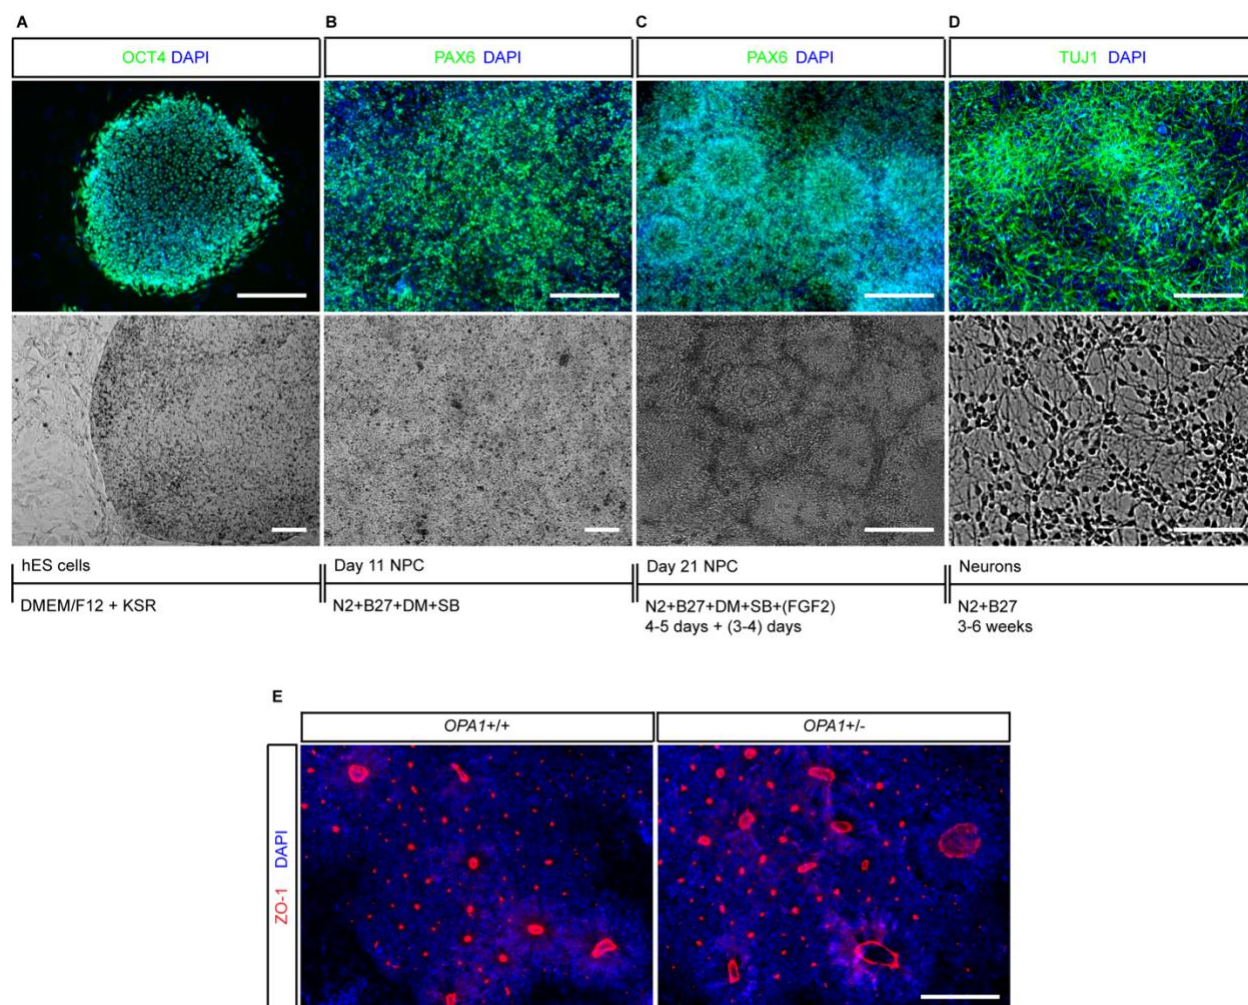 A
B
C
D
OCT4 DAPI
PAX6 DAPI
PAX6 DAPI
TUJ1 DAPI
hES cells
Day 11 NPC
Day 21 NPC
Neurons
DMEM/F12 + KSR
N2+B27+DM+SB
N2+B27+DM+SB+(FGF2)
4-5 days + (3-4) days
N2+B27
3-6 weeks
E
OPA1+/+
OPA1+/-
ZO-1 DAPI